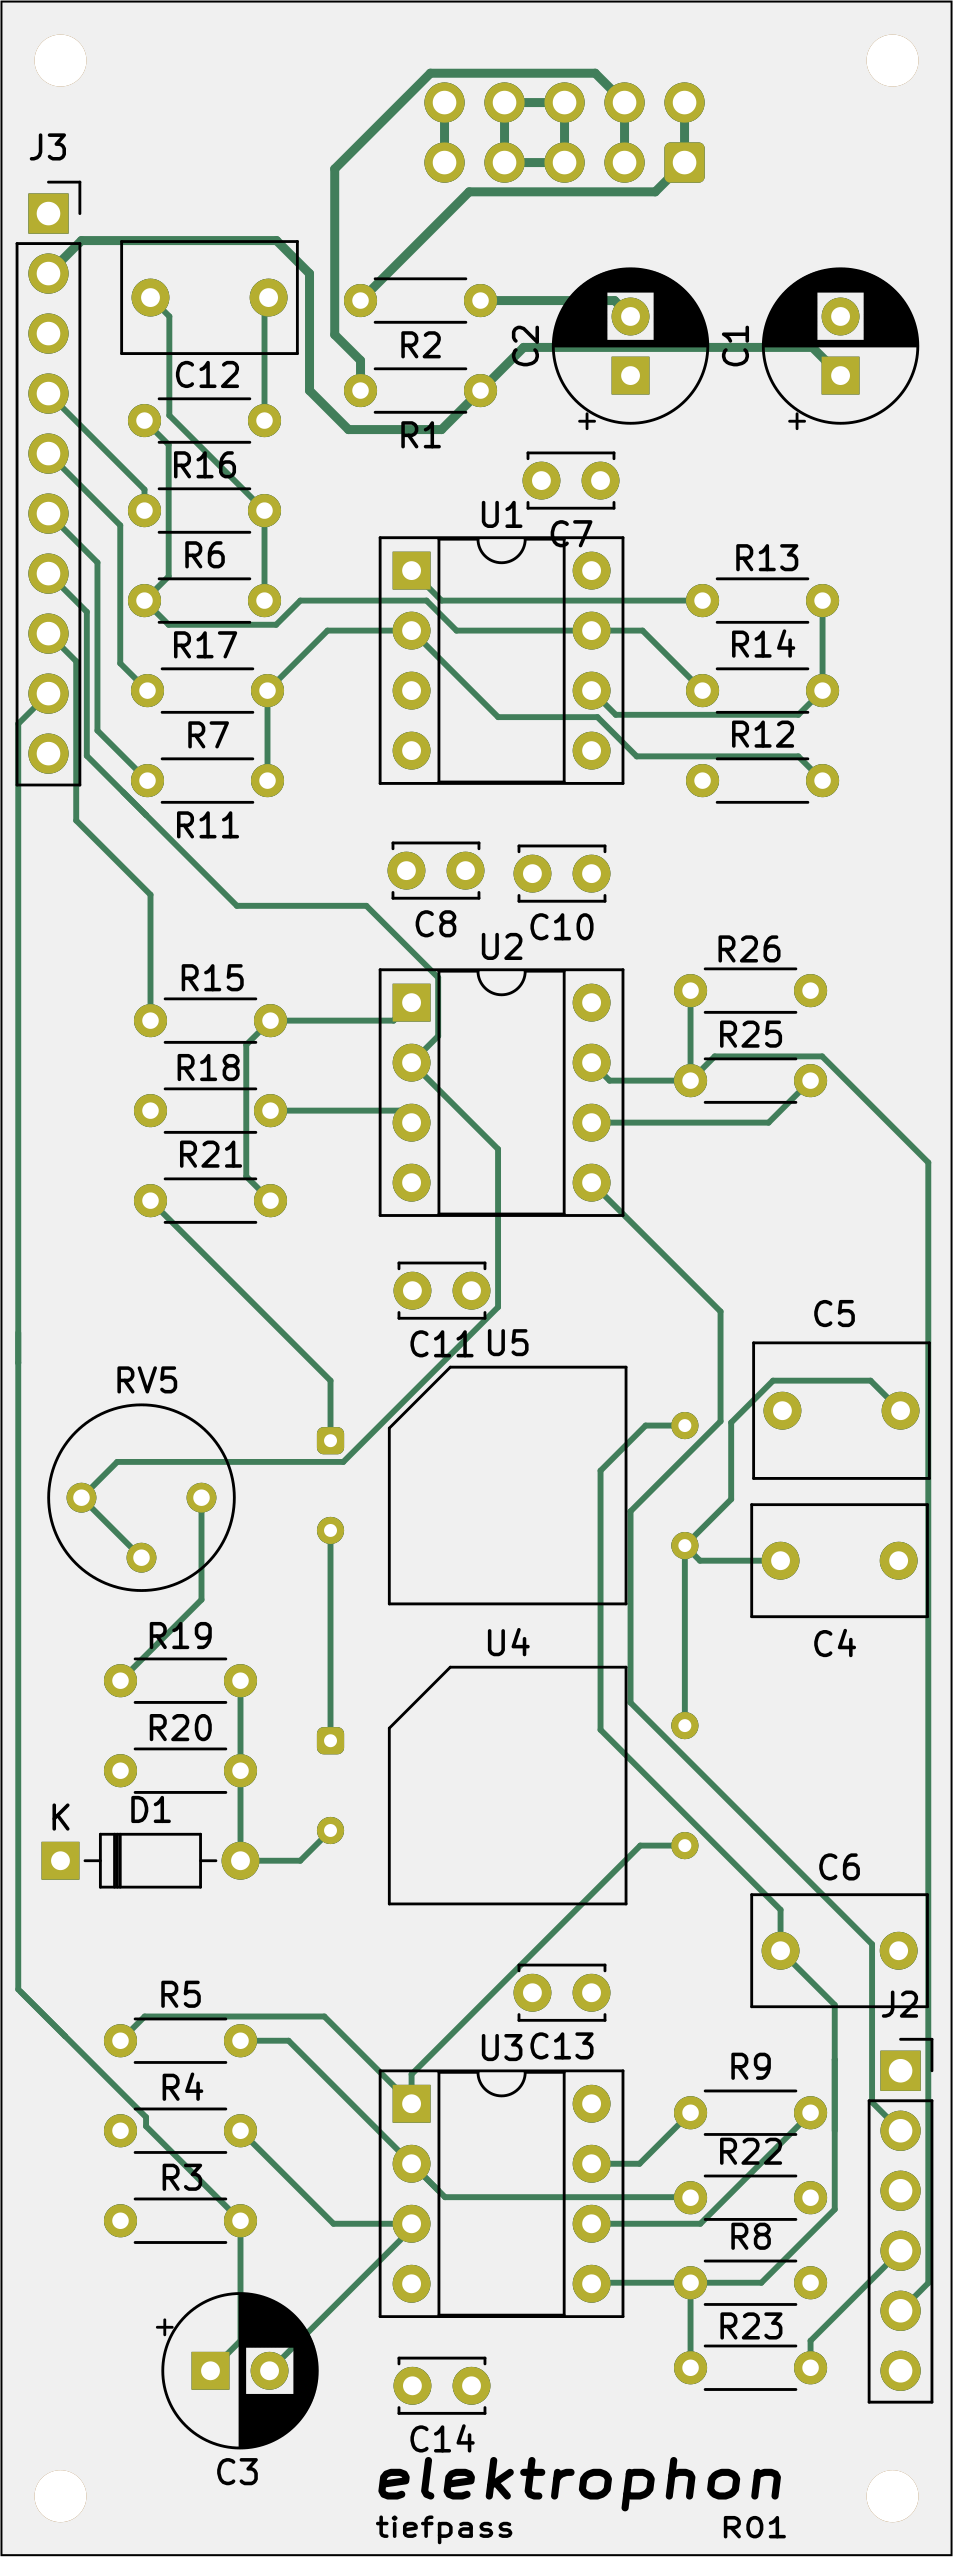 J3
C2
C1
R2
C12
+
+
R1
R16
C7
U1
R6
R13
R17
R14
R7
R12
R11
C8
C10
U2
R26
R15
R25
R18
R21
C5
C11
U5
RV5
R19
U4
C4
R20
K
D1
C6
R5
J2
U3
C13
R9
R4
R22
R3
R8
+
R23
C14
C3
elektrophon
tiefpass
R01